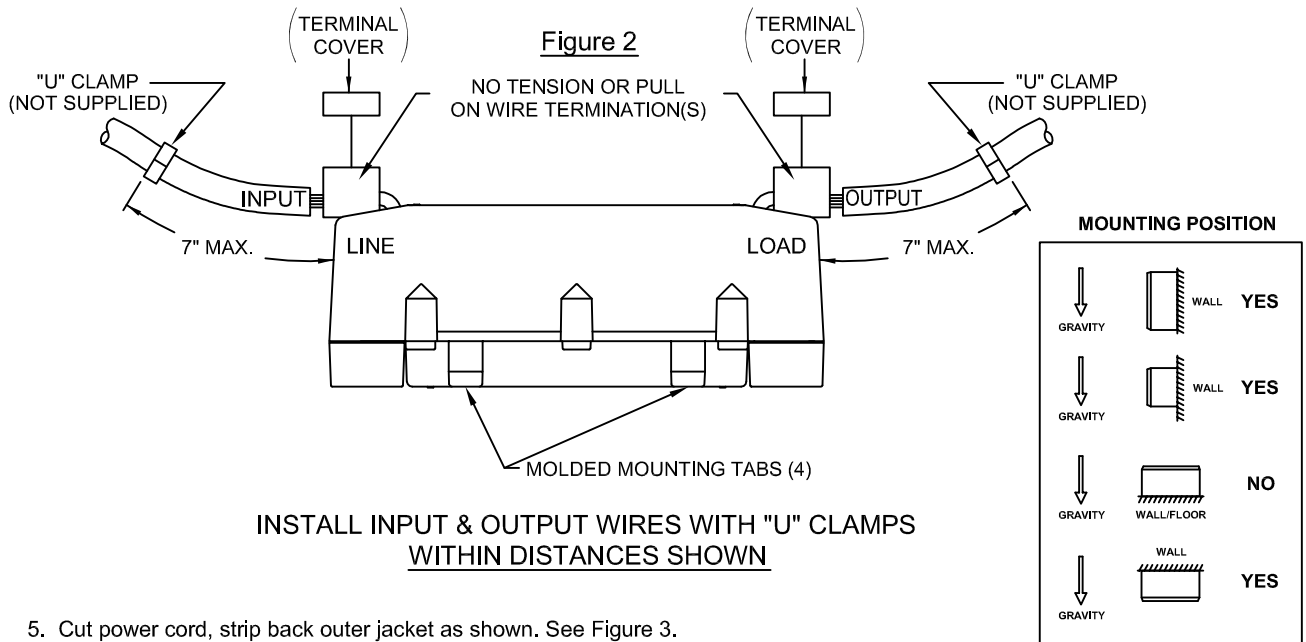 (TERMINAL
COVER)
Figure 2
(TERMINAL
COVER)
"U" CLAMP
(NOT SUPPLIED)
NO TENSION OR PULL
ON WIRE TERMINATION(S)
"U" CLAMP
(NOT SUPPLIED)
INPUT
OUTPUT
7" MAX.
LINE
LOAD
7" MAX.
MOLDED MOUNTING TABS (4)
INSTALL INPUT & OUTPUT WIRES WITH "U" CLAMPS
WITHIN DISTANCES SHOWN
MOUNTING POSITION
GRAVITY
WALL
YES
GRAVITY
WALL
YES
GRAVITY
WALL/FLOOR
NO
GRAVITY
WALL
YES
5. Cut power cord, strip back outer jacket as shown. See Figure 3.